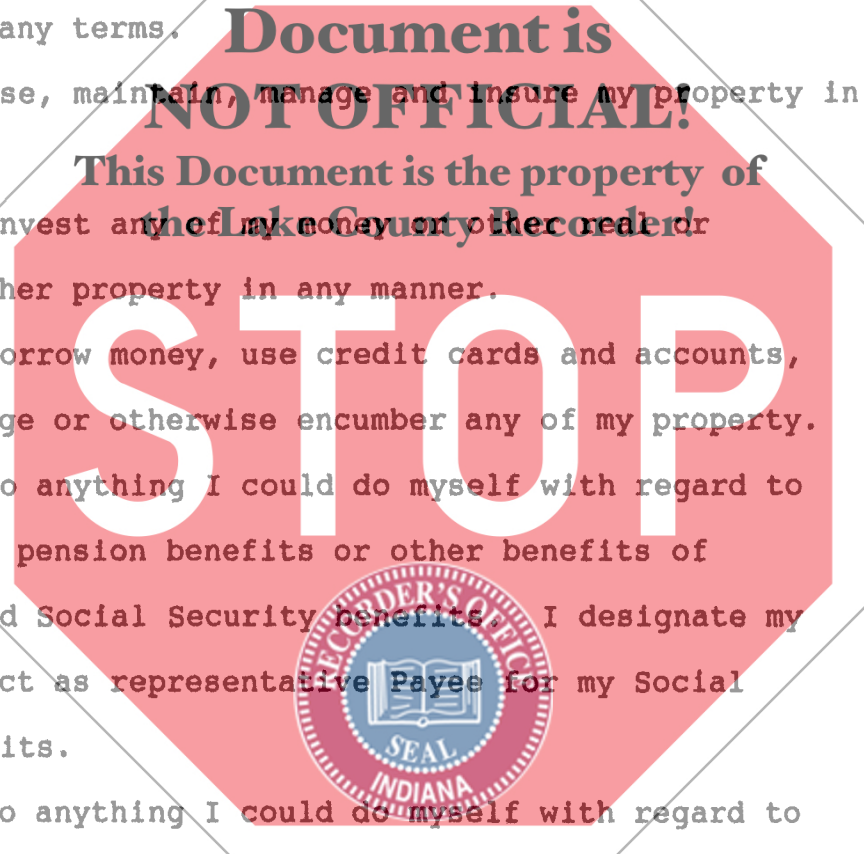 any terms.
Document is
se, maintain, manage and insure my property in
NOT OFFICIAL!
This Document is the property of
nvest any of my money or other real or
the Lake County Recorder!
her property in any manner.
STOP
orrow money, use credit cards and accounts,
ge or otherwise encumber any of my property.
o anything I could do myself with regard to
pension benefits or other benefits of
d Social Security benefits. I designate my
RECORDER'S OFFICE
ct as representative Payee for my Social
its.
SEAL
INDIANA
o anything I could do myself with regard to